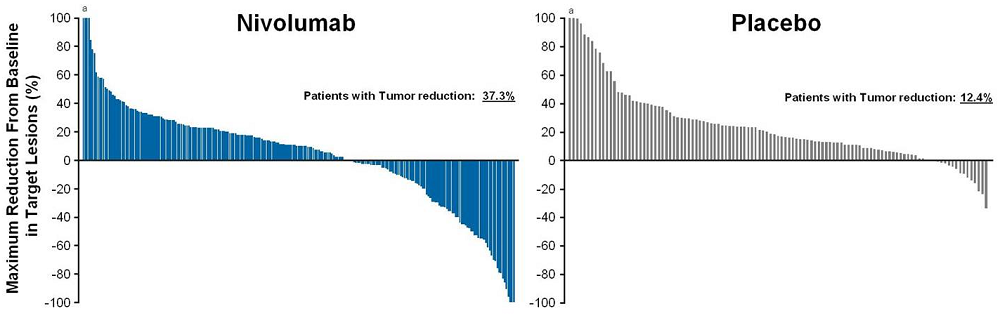 Maximum Reduction From Baseline
in Target Lesions (%)
Nivolumab
a
100
80
60
40
20
0
-20
-40
-60
-80
-100
Patients with Tumor reduction: 37.3%
Placebo
a
100
80
60
40
20
0
-20
-40
-60
-80
-100
Patients with Tumor reduction: 12.4%